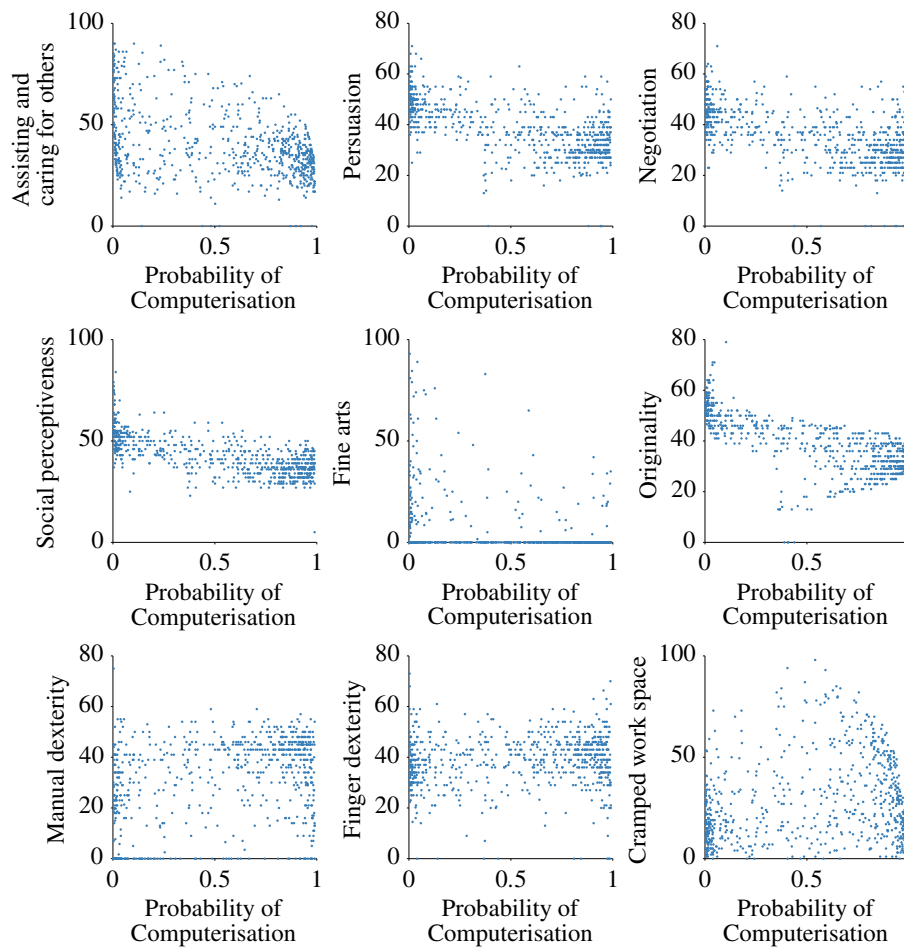 100
50
0
0
0.5
1
Assisting and
caring for others
Probability of
Computerisation
80
60
40
20
0
0
0.5
1
Persuasion
Probability of
Computerisation
80
60
40
20
0
0
0.5
Negotiation
Probability of
Computerisation
100
50
0
0
0.5
1
Social perceptiveness
Probability of
Computerisation
100
50
0
0
0.5
1
Fine arts
Probability of
Computerisation
80
60
40
20
0
0
0.5
Originality
Probability of
Computerisation
80
60
40
20
0
0
0.5
1
Manual dexterity
Probability of
Computerisation
80
60
40
20
0
0
0.5
1
Finger dexterity
Probability of
Computerisation
100
50
0
0
0.5
Cramped work space
Probability of
Computerisation